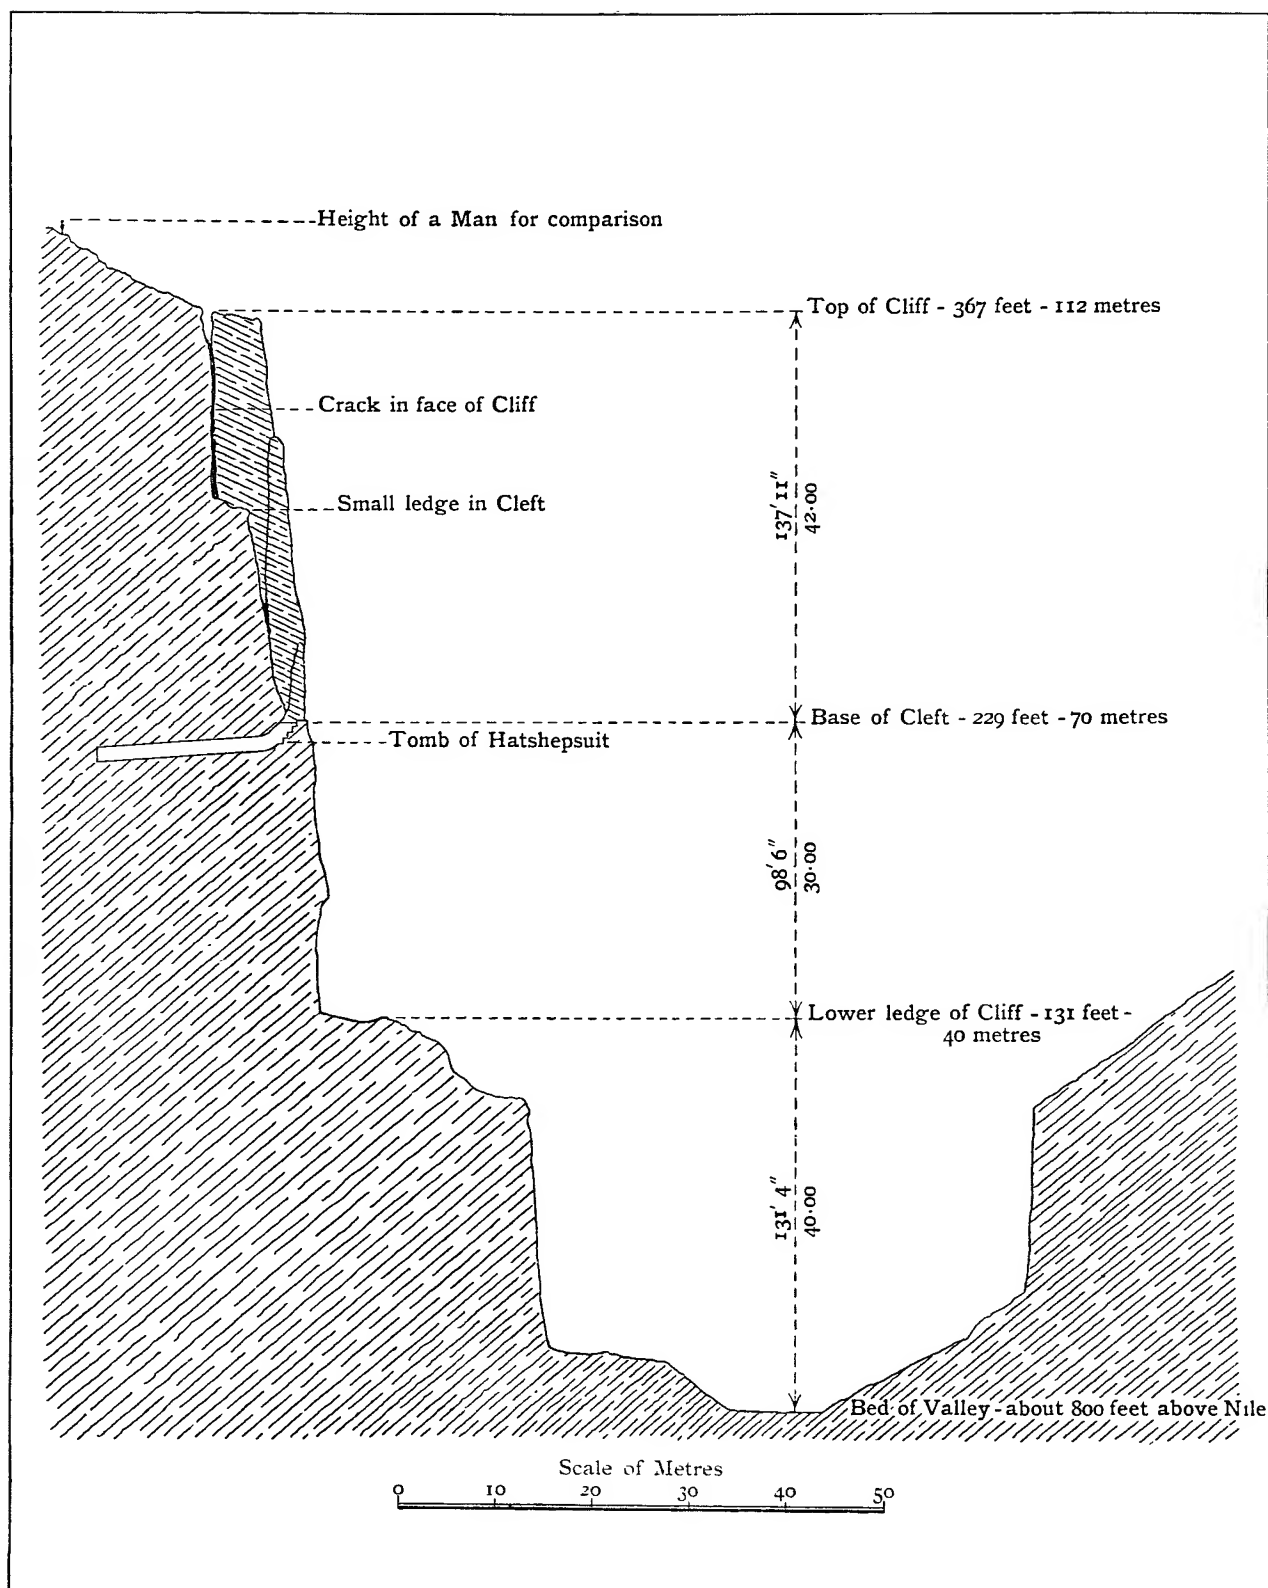 Height of a Man for comparison
Top of Cliff - 367 feet - 112 metres
Crack in face of Cliff
Small ledge in Cleft
137' 11"
42·00
Base of Cleft - 229 feet - 70 metres
Tomb of Hatshepsuit
98' 6"
30·00
Lower ledge of Cliff - 131 feet -
40 metres
131' 4"
40·00
Bed of Valley - about 800 feet above Nile
Scale of Metres
0 10 20 30 40 50